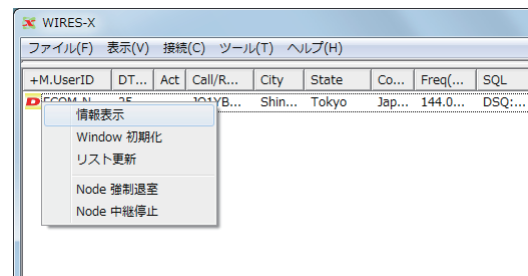 WIRES-X
ファイル(F) 表示(V) 接続(C) ツール(T) ヘルプ(H)
+M.UserID DT... Act Call/R... City State Co... Freq(... SQL
D Shin... Tokyo Jap... 144.0... DSQ:...
情報表示
Window 初期化
リスト更新
Node 強制退室
Node 中継停止